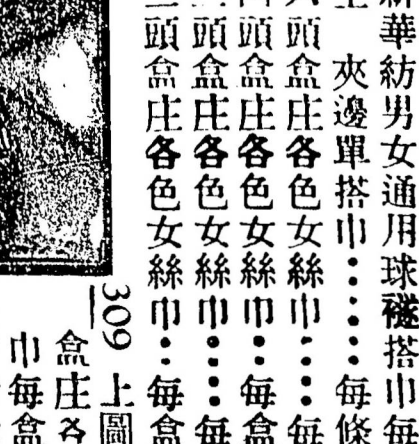 新華紡男女通用球襚搭巾每
夾邊單搭巾⋯⋯每條
頭盒庄各色女絲巾⋯⋯每
頭盒庄各色女絲巾⋯每盒
頭盒庄各色女絲巾⋯⋯每
頭盒庄各色女絲巾⋯每盒
309 上圖
盒庄各
巾每盒